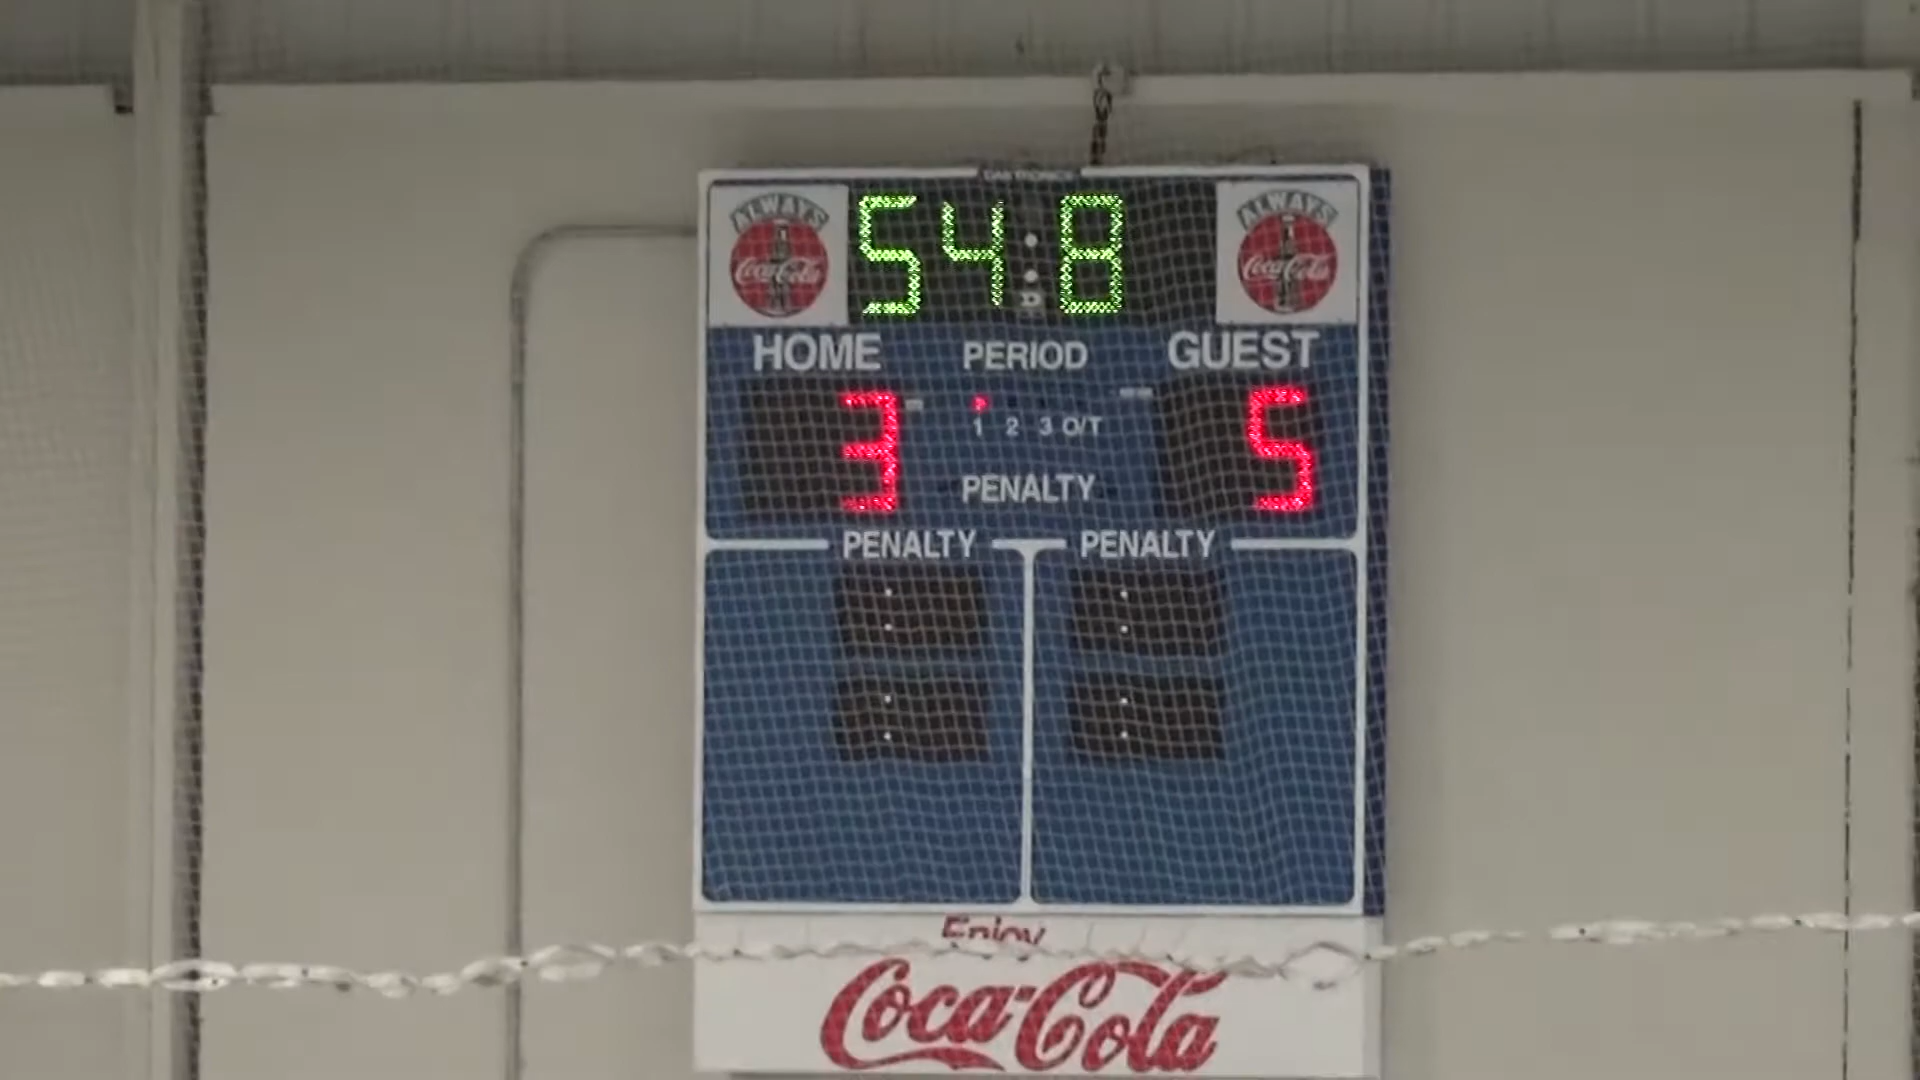 DAKTRONICS
ALWAYS
Coca-Cola
54:8
ALWAYS
Coca-Cola
HOME PERIOD GUEST
3
1 2 3 O/T
5
PENALTY
PENALTY PENALTY
Enjoy
Coca-Cola